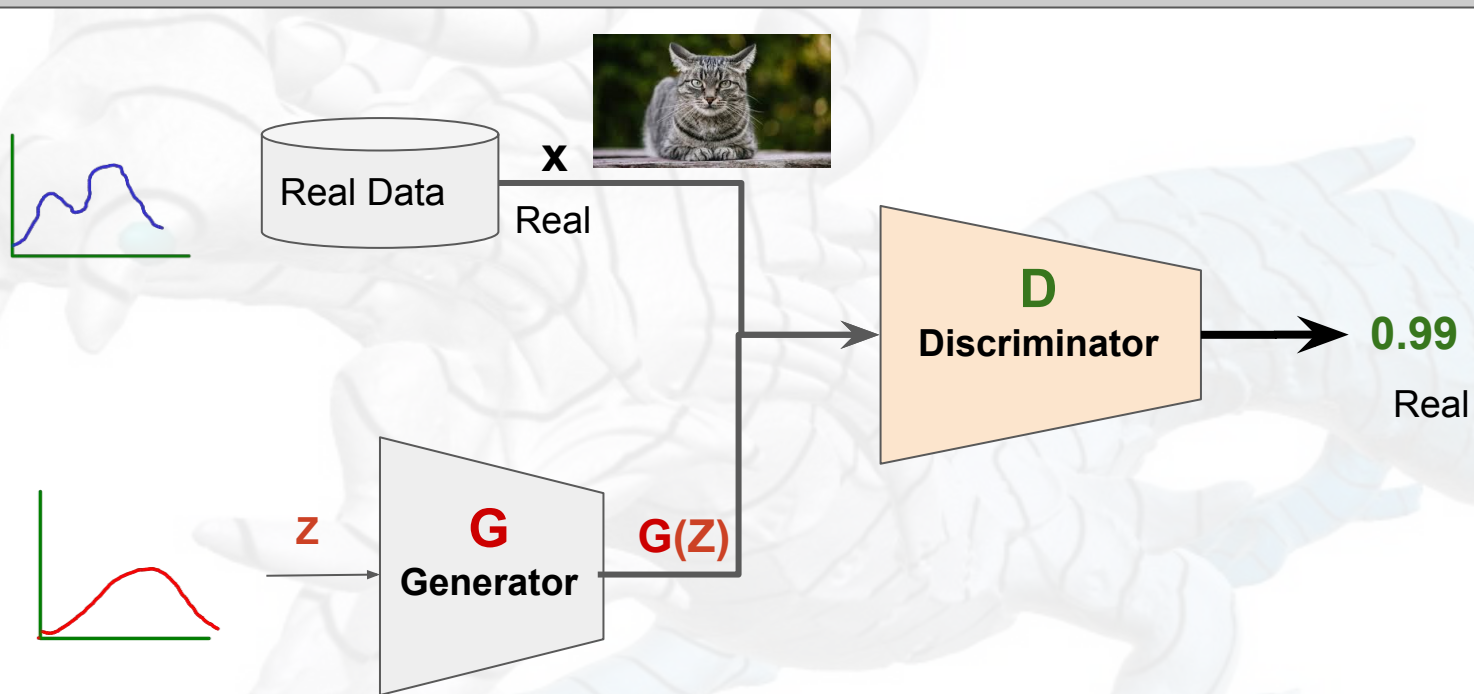 x
Real Data
Real
D
Discriminator
0.99
Real
z
G
G(Z)
Generator